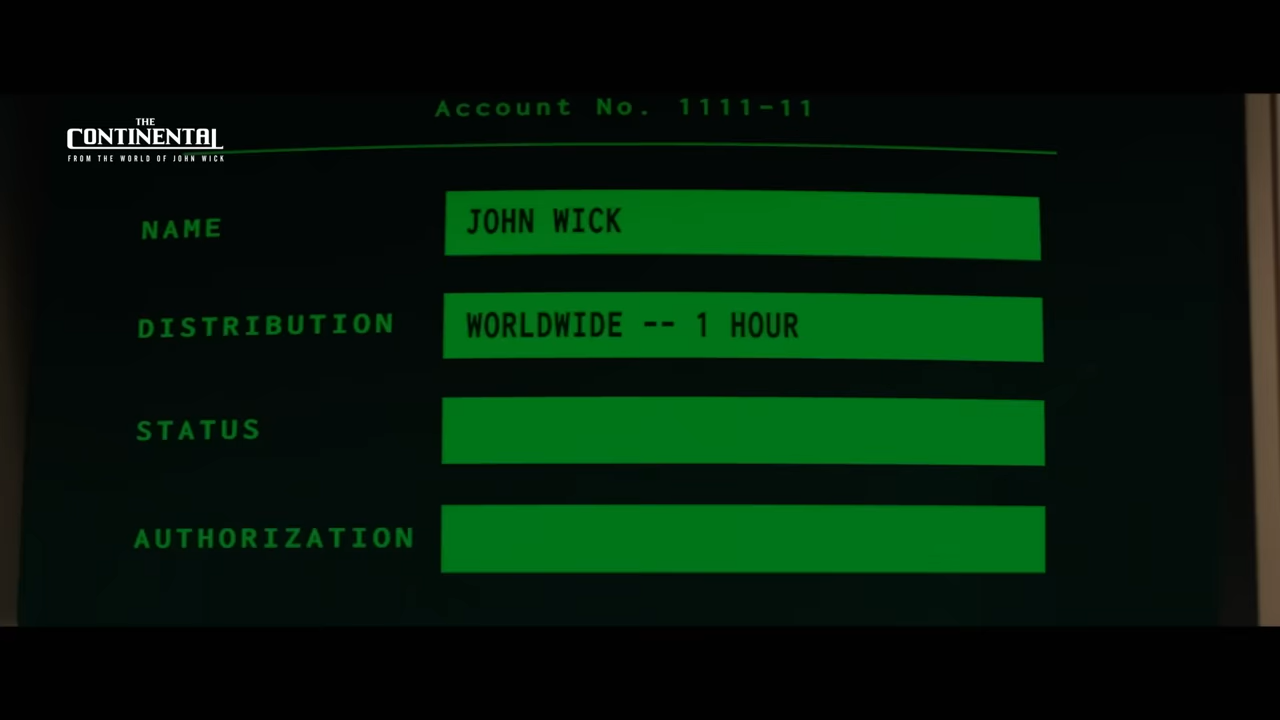 Account No. 1111-11
THE
CONTINENTAL
FROM THE WORLD OF JOHN WICK
NAME JOHN WICK
DISTRIBUTION WORLDWIDE -- 1 HOUR
STATUS
AUTHORIZATION